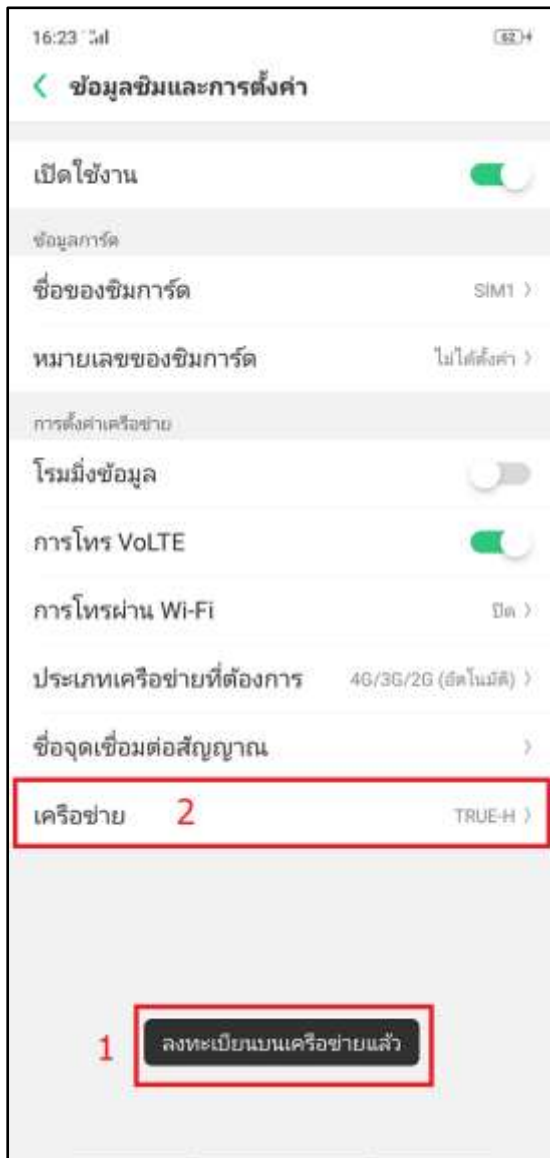 16:23
62
ข้อมูลซิมและการตั้งค่า
เปิดใช้งาน
ข้อมูลการ์ด
ชื่อของซิมการ์ด SIM1
หมายเลขของซิมการ์ด ไม่ได้ตั้งค่า
การตั้งค่าเครือข่าย
โรมมิ่งข้อมูล
การโทร VoLTE
การโทรผ่าน Wi-Fi ปิด
ประเภทเครือข่ายที่ต้องการ 4G/3G/2G (อัตโนมัติ)
ชื่อจุดเชื่อมต่อสัญญาณ
เครือข่าย 2 TRUE-H
1 ลงทะเบียนบนเครือข่ายแล้ว